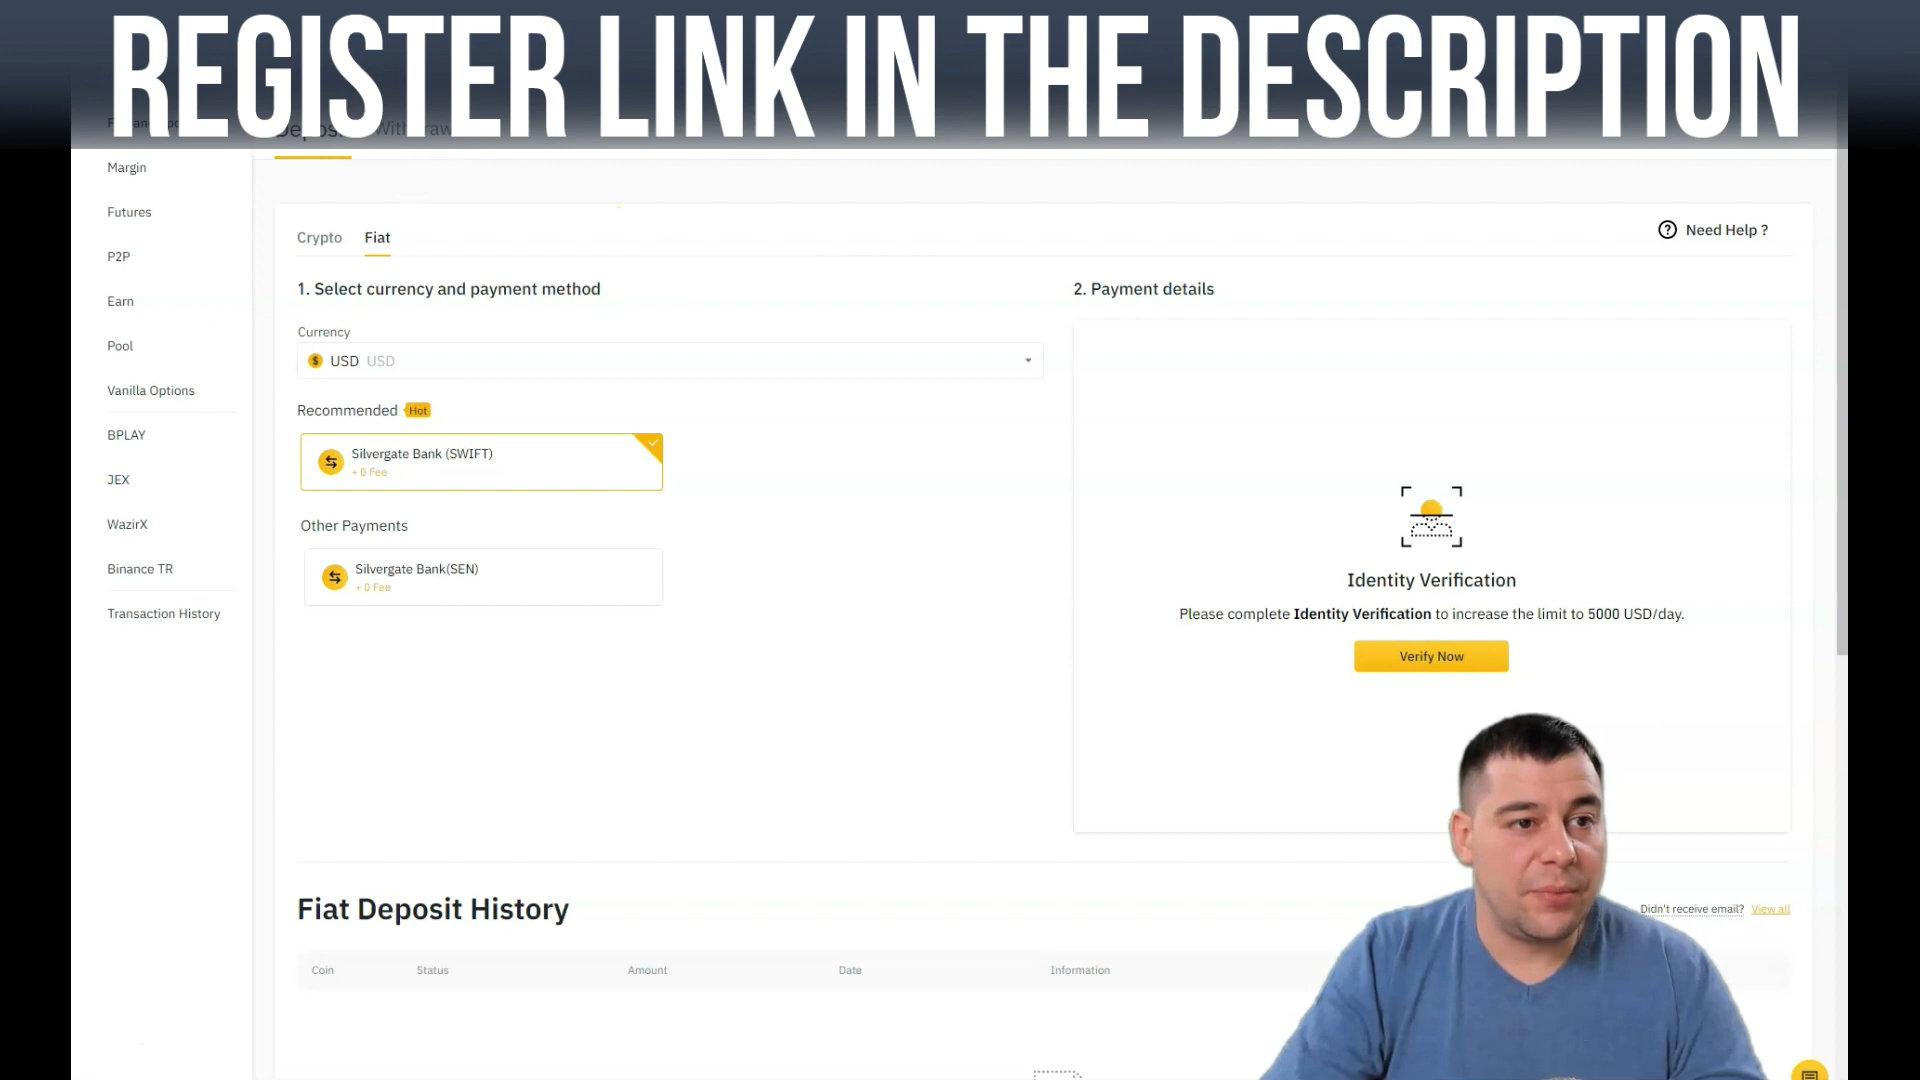 REGISTER LINK IN THE DESCRIPTION
Margin
Futures
P2P
Earn
Pool
Vanilla Options
BPLAY
JEX
WazirX
Binance TR
Transaction History
Crypto Fiat
Need Help ?
1. Select currency and payment method
Currency
USD USD
Recommended Hot
Silvergate Bank (SWIFT)
+ 0 Fee
Other Payments
Silvergate Bank(SEN)
+ 0 Fee
2. Payment details
Identity Verification
Please complete Identity Verification to increase the limit to 5000 USD/day.
Verify Now
Fiat Deposit History
Didn't receive email? View all
Coin Status Amount Date Information